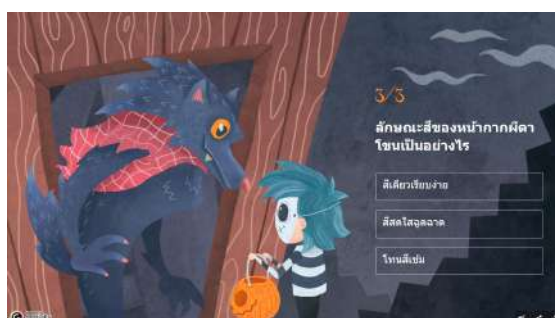 3/3
ลักษณะสีของหน้ากากผีตา
โขนเป็นอย่างไร
สีเดียวเรียบง่าย
สีสดใสฉูดฉาด
โทนสีเข้ม